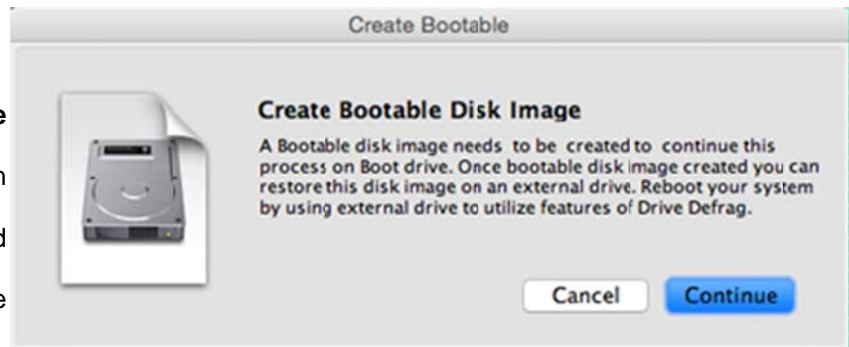 Create Bootable
Create Bootable Disk Image
A Bootable disk image needs to be created to continue this
process on Boot drive. Once bootable disk image created you can
restore this disk image on an external drive. Reboot your system
by using external drive to utilize features of Drive Defrag.
Cancel Continue